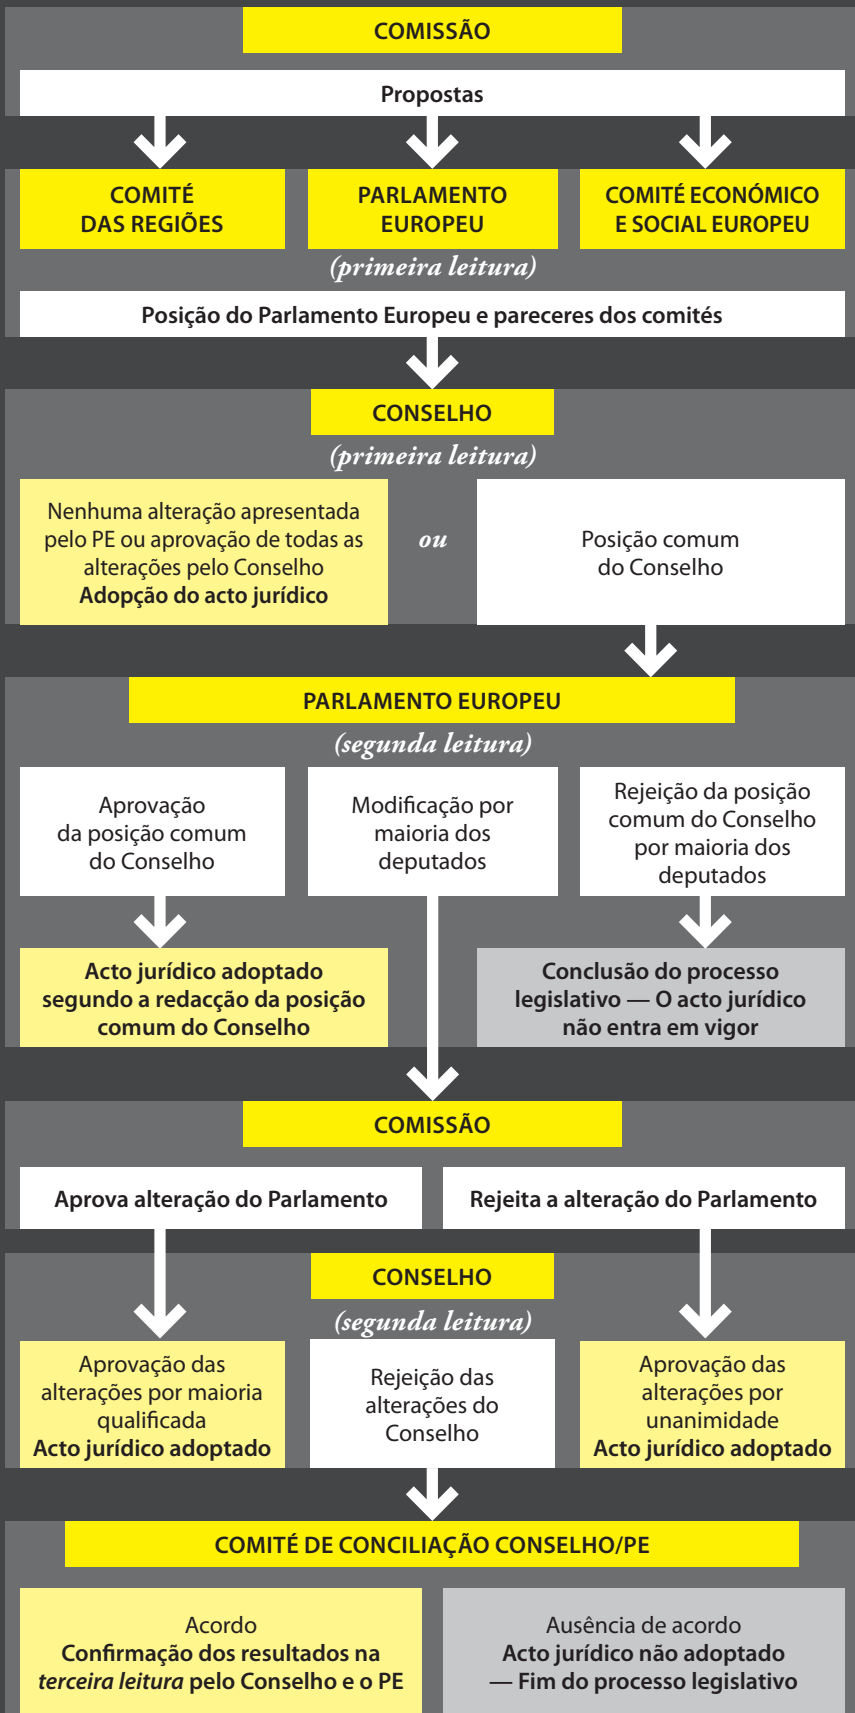 COMISSÃO
Propostas
COMITÉ
DAS REGIÕES
PARLAMENTO
EUROPEU
COMITÉ ECONÓMICO
E SOCIAL EUROPEU
(primeira leitura)
Posição do Parlamento Europeu e pareceres dos comités
CONSELHO
(primeira leitura)
Nenhuma alteração apresentada
pelo PE ou aprovação de todas as
alterações pelo Conselho
Adopção do acto jurídico
ou
Posição comum
do Conselho
PARLAMENTO EUROPEU
(segunda leitura)
Aprovação
da posição comum
do Conselho
Modificação por
maioria dos
deputados
Rejeição da posição
comum do Conselho
por maioria dos
deputados
Acto jurídico adoptado
segundo a redacção da posição
comum do Conselho
Conclusão do processo
legislativo — O acto jurídico
não entra em vigor
COMISSÃO
Aprova alteração do Parlamento
Rejeita a alteração do Parlamento
CONSELHO
(segunda leitura)
Aprovação das
alterações por maioria
qualificada
Acto jurídico adoptado
Rejeição das
alterações do
Conselho
Aprovação das
alterações por
unanimidade
Acto jurídico adoptado
COMITÉ DE CONCILIAÇÃO CONSELHO/PE
Acordo
Confirmação dos resultados na
terceira leitura pelo Conselho e o PE
Ausência de acordo
Acto jurídico não adoptado
— Fim do processo legislativo